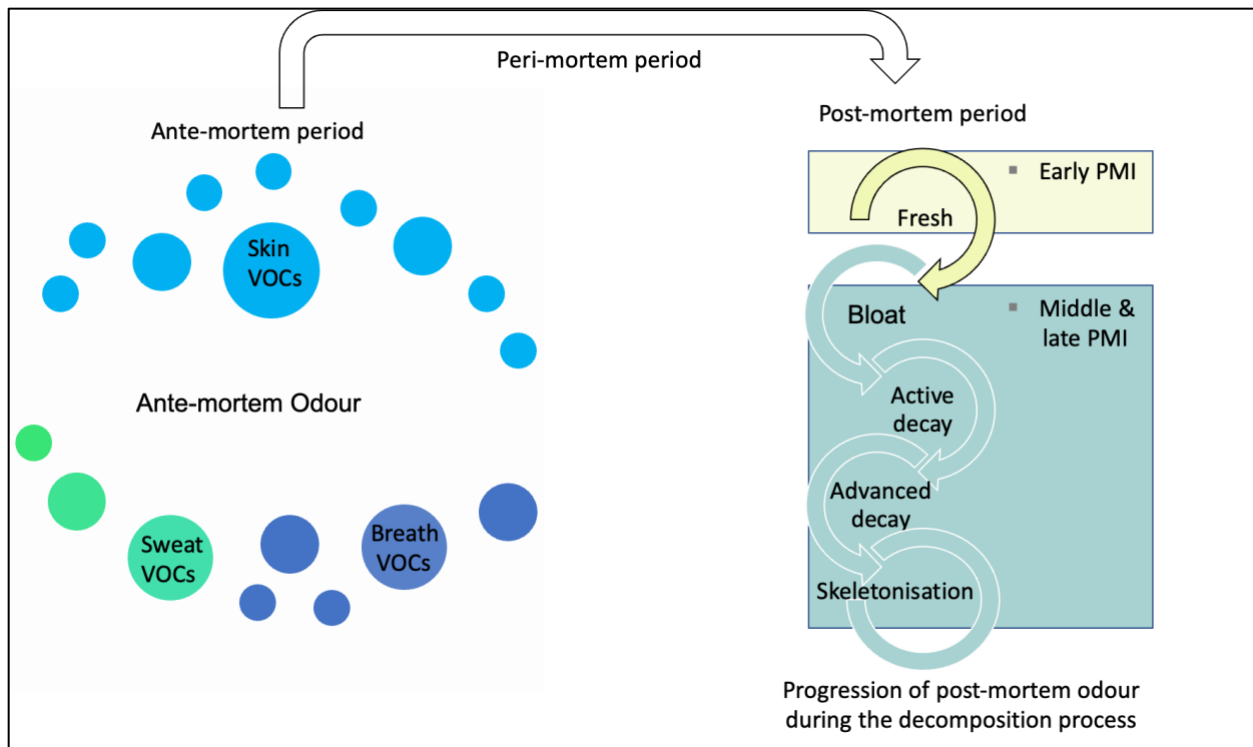 Peri-mortem period
Ante-mortem period
Skin
VOCs
Ante-mortem Odour
Sweat
VOCs
Breath
VOCs
Post-mortem period
Early PMI
Fresh
Middle &
late PMI
Bloat
Active
decay
Advanced
decay
Skeletonisation
Progression of post-mortem odour
during the decomposition process